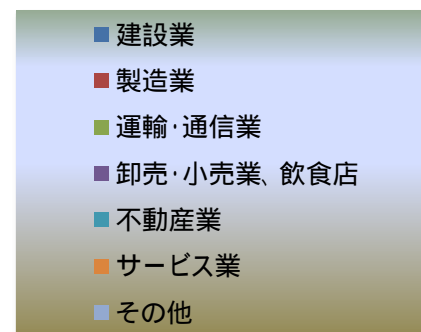 建設業
製造業
運輸・通信業
卸売・小売業、飲食店
不動産業
サービス業
その他